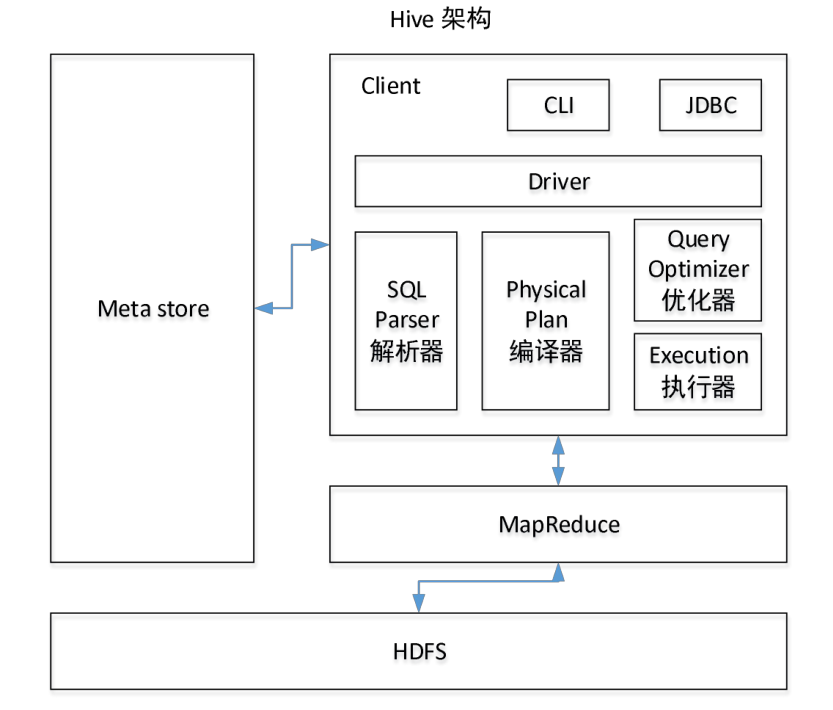 Hive 架构
Client
CLI
JDBC
Driver
Meta store
SQL
Parser
解析器
Physical
Plan
编译器
Query
Optimizer
优化器
Execution
执行器
MapReduce
HDFS